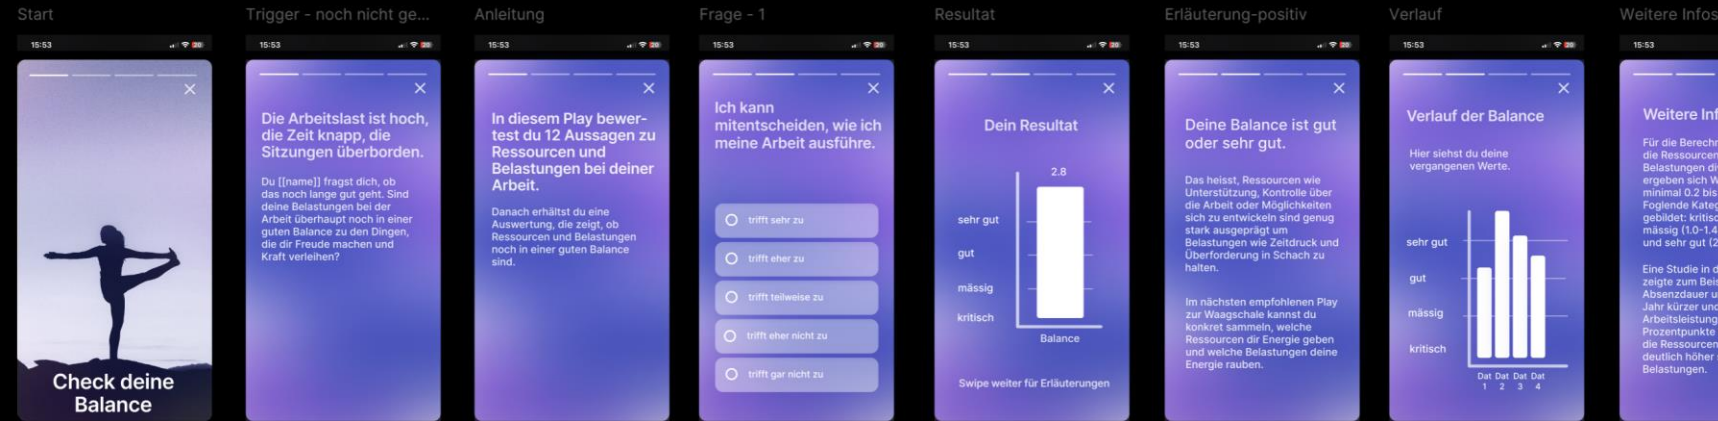 Start
15:53
20
Check deine
Balance
Trigger - noch nicht ge...
15:53
20
Die Arbeitslast ist hoch,
die Zeit knapp, die
Sitzungen überborden.
Du [[name]] fragst dich, ob
das noch lange gut geht. Sind
deine Belastungen bei der
Arbeit überhaupt noch in einer
guten Balance zu den Dingen,
die dir Freude machen und
Kraft verleihen?
Anleitung
15:53
20
In diesem Play bewer-
test du 12 Aussagen zu
Ressourcen und
Belastungen bei deiner
Arbeit.
Danach erhältst du eine
Auswertung, die zeigt, ob
Ressourcen und Belastungen
noch in einer guten Balance
sind.
Frage - 1
15:53
20
Ich kann
mitentscheiden, wie ich
meine Arbeit ausführe.
trifft sehr zu
trifft eher zu
trifft teilweise zu
trifft eher nicht zu
trifft gar nicht zu
Resultat
15:53
20
Dein Resultat
2.8
sehr gut
gut
mässig
kritisch
Balance
Swipe weiter für Erläuterungen
Erläuterung-positiv
15:53
20
Deine Balance ist gut
oder sehr gut.
Das heisst, Ressourcen wie
Unterstützung, Kontrolle über
die Arbeit oder Möglichkeiten
sich zu entwickeln sind genug
stark ausgeprägt um
Belastungen wie Zeitdruck und
Überforderung in Schach zu
halten.
Im nächsten empfohlenen Play
zur Waagschale kannst du
konkret sammeln, welche
Ressourcen dir Energie geben
und welche Belastungen deine
Energie rauben.
Verlauf
15:53
20
Verlauf der Balance
Hier siehst du deine
vergangenen Werte.
sehr gut
gut
mässig
kritisch
Dat Dat Dat Dat
1 2 3 4
Weitere Infos
15:53
Weitere Inf
Für die Berechn
die Ressourcen
Belastungen di
ergeben sich W
minimal 0.2 bis
Foglende Kateg
gebildet: kritisc
mässig (1.0-1.4
und sehr gut (2
Eine Studie in d
zeigte zum Beis
Absenzdauer u
Jahr kürzer und
Arbeitsleistung
Prozentpunkte
die Ressourcen
deutlich höher
Belastungen.